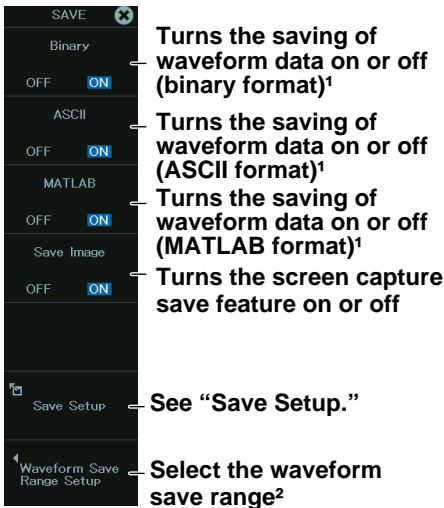 SAVE
Binary
OFF ON
Turns the saving of
waveform data on or off
(binary format)¹
ASCII
OFF ON
Turns the saving of
waveform data on or off
(ASCII format)¹
MATLAB
OFF ON
Turns the saving of
waveform data on or off
(MATLAB format)¹
Save Image
OFF ON
Turns the screen capture
save feature on or off
Save Setup
See “Save Setup.”
Waveform Save
Range Setup
Select the waveform
save range²